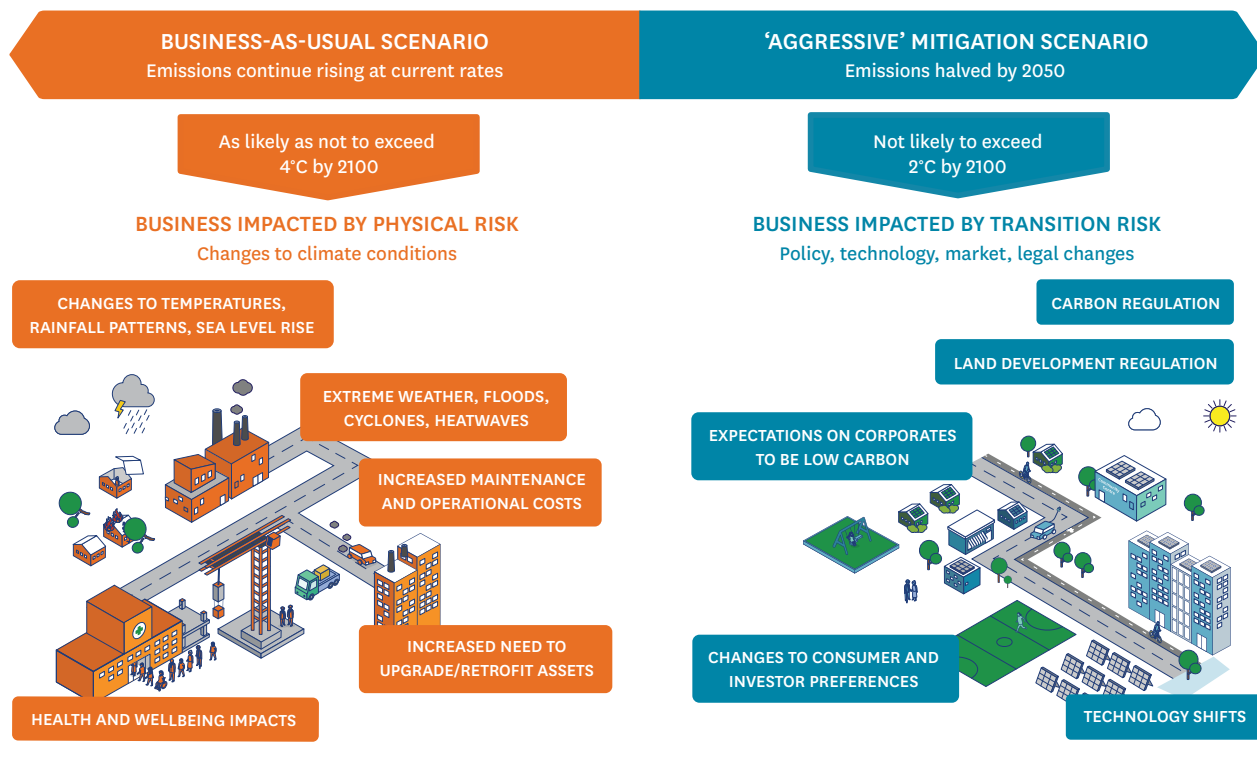 BUSINESS-AS-USUAL SCENARIO
Emissions continue rising at current rates
‘AGGRESSIVE’ MITIGATION SCENARIO
Emissions halved by 2050
As likely as not to exceed
4°C by 2100
Not likely to exceed
2°C by 2100
BUSINESS IMPACTED BY PHYSICAL RISK
Changes to climate conditions
BUSINESS IMPACTED BY TRANSITION RISK
Policy, technology, market, legal changes
CHANGES TO TEMPERATURES,
RAINFALL PATTERNS, SEA LEVEL RISE
EXTREME WEATHER, FLOODS,
CYCLONES, HEATWAVES
INCREASED MAINTENANCE
AND OPERATIONAL COSTS
INCREASED NEED TO
UPGRADE/RETROFIT ASSETS
HEALTH AND WELLBEING IMPACTS
CARBON REGULATION
LAND DEVELOPMENT REGULATION
EXPECTATIONS ON CORPORATES
TO BE LOW CARBON
CHANGES TO CONSUMER AND
INVESTOR PREFERENCES
TECHNOLOGY SHIFTS